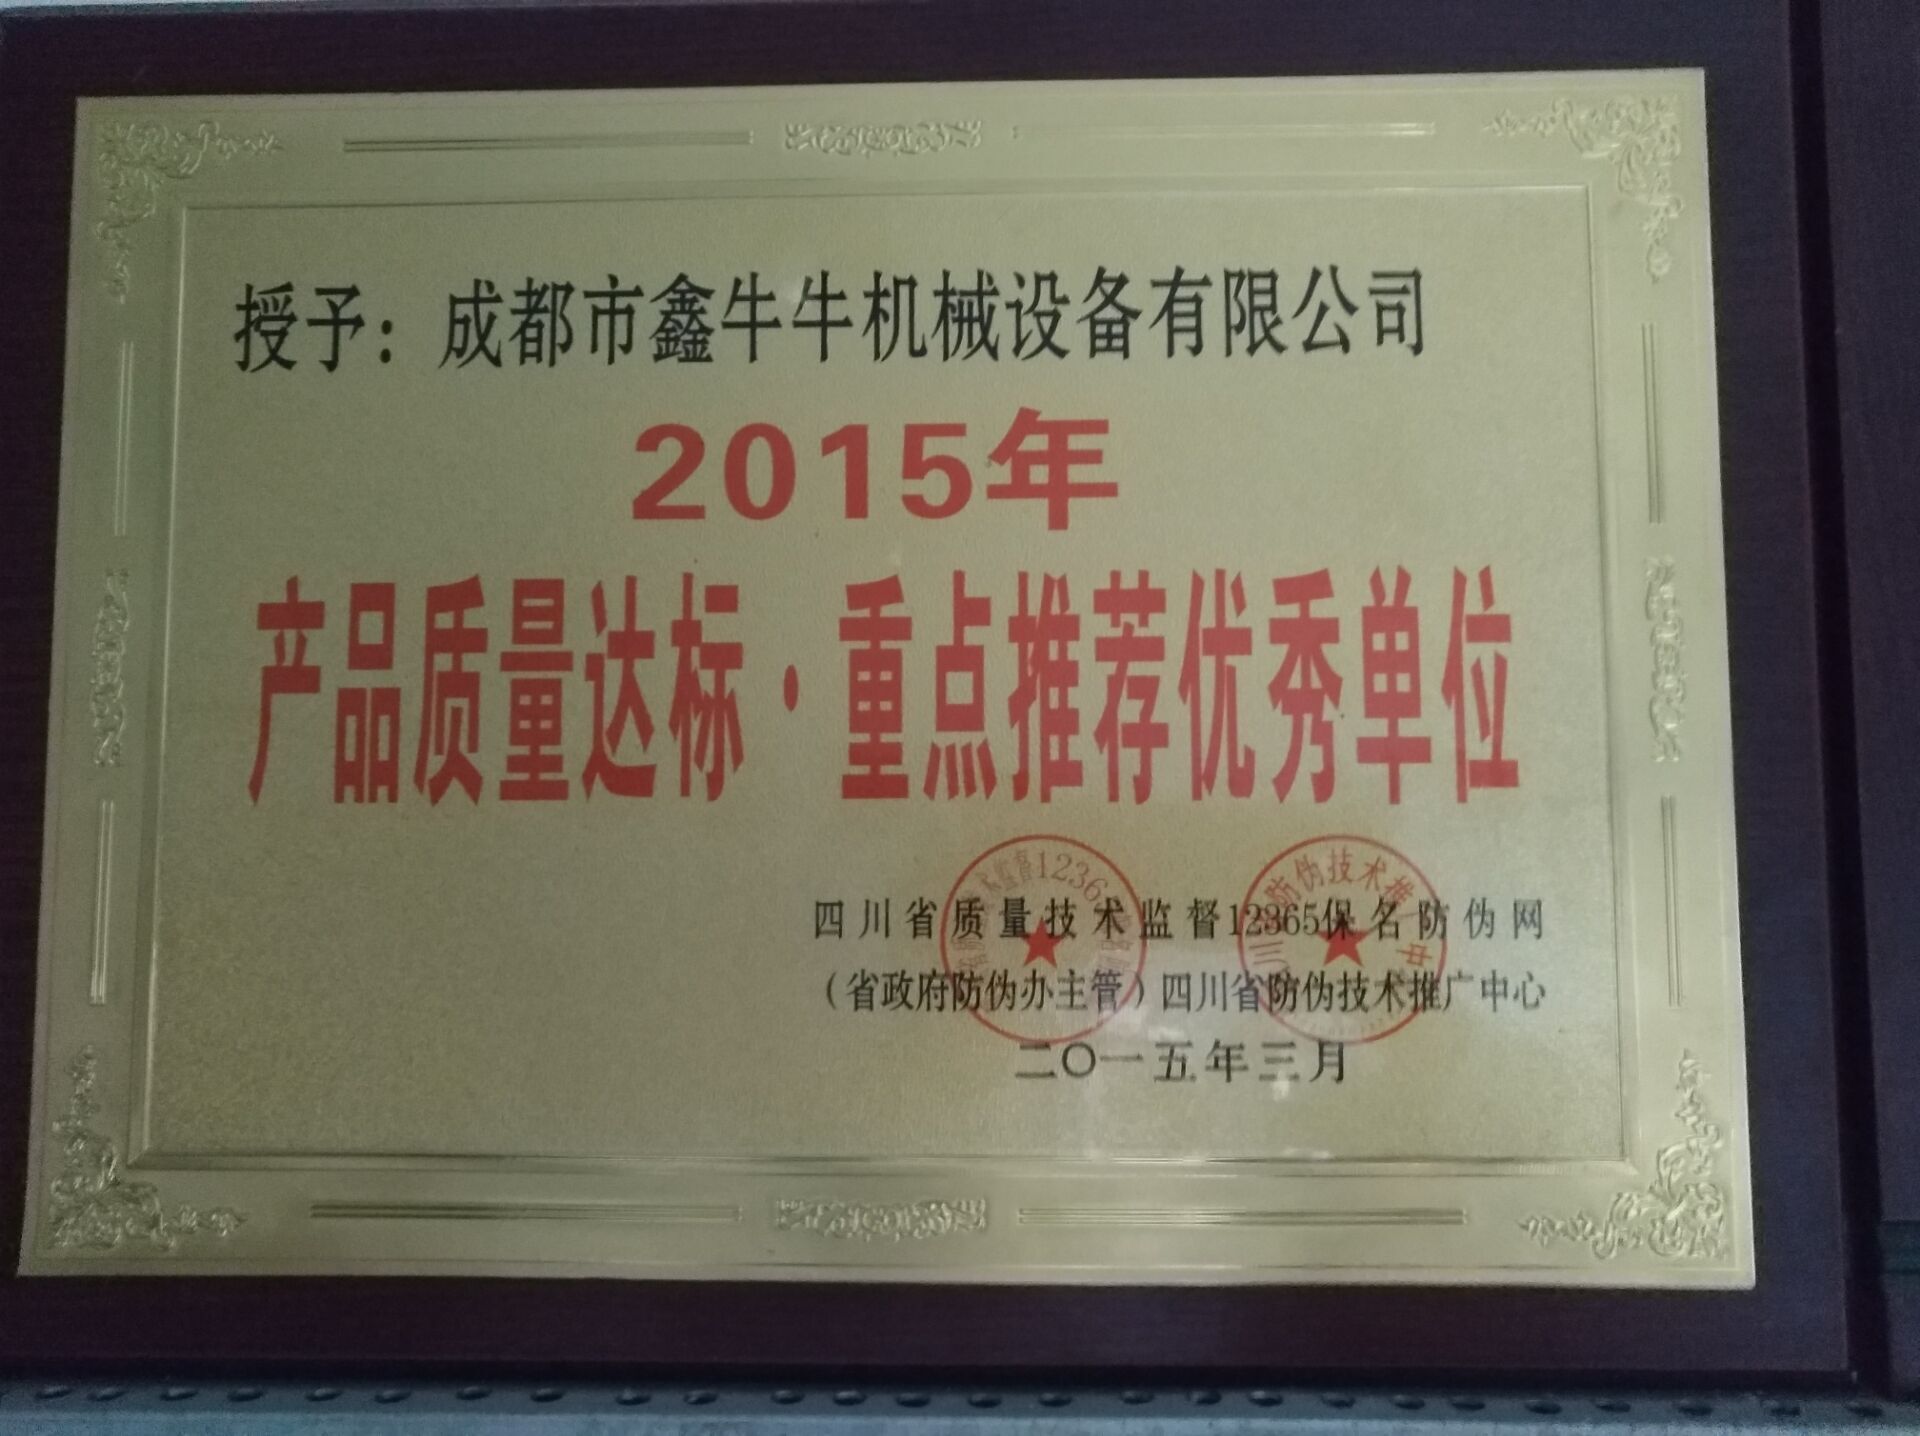 授予：成都市鑫牛牛机械设备有限公司
2015年
产品质量达标·重点推荐优秀单位
四川省质量技术监督12365保名防伪网
（省政府防伪办主管）四川省防伪技术推广中心
二〇一五年三月